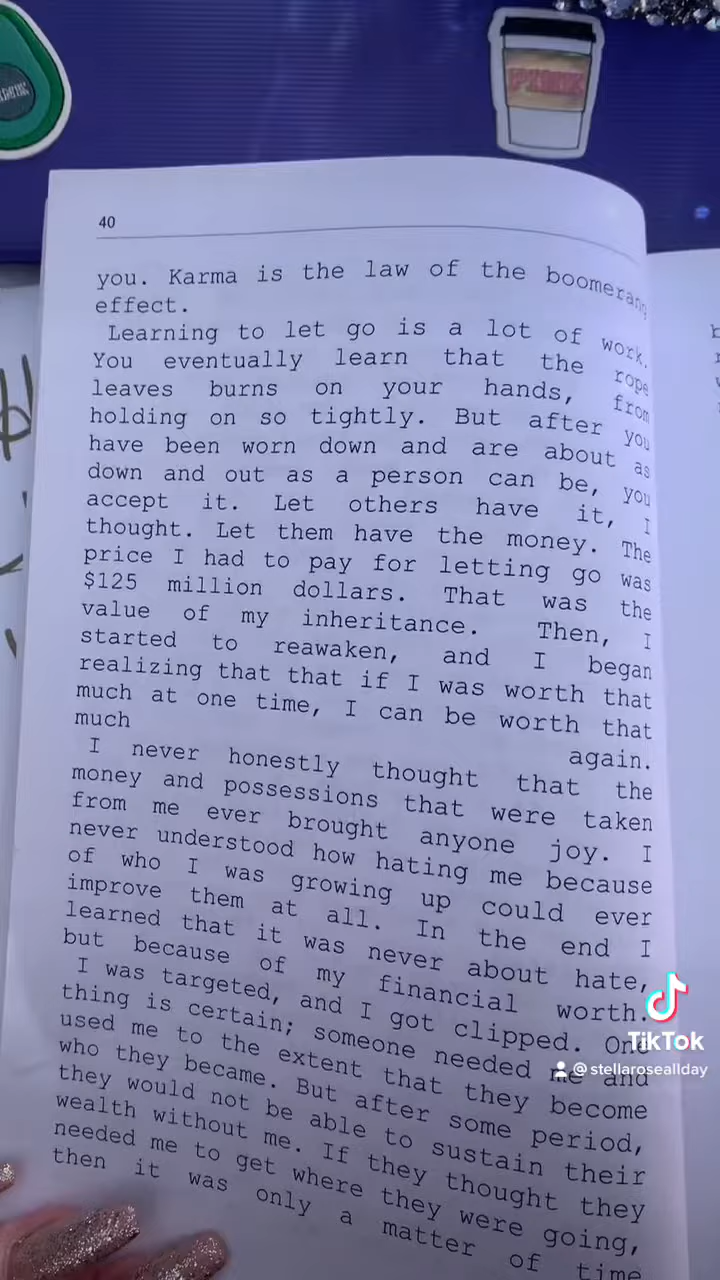 40
you. Karma is the law of the boomerang
effect.
Learning to let go is a lot of work.
You eventually learn that the rope
leaves burns on your hands, from
holding on so tightly. But after you
have been worn down and are about as
down and out as a person can be, you
accept it. Let others have it, I
thought. Let them have the money. The
price I had to pay for letting go was
$125 million dollars. That was the
value of my inheritance. Then, I
started to reawaken, and I began
realizing that that if I was worth that
much at one time, I can be worth that
much again.
I never honestly thought that the
money and possessions that were taken
from me ever brought anyone joy. I
never understood how hating me because
of who I was growing up could ever
improve them at all. In the end I
learned that it was never about hate,
but because of my financial worth.
I was targeted, and I got clipped. One
thing is certain; someone needed me and
used me to the extent that they become
who they became. But after some period,
they would not be able to sustain their
wealth without me. If they thought they
needed me to get where they were going,
then it was only a matter of time
TikTok
@stellaroseallday